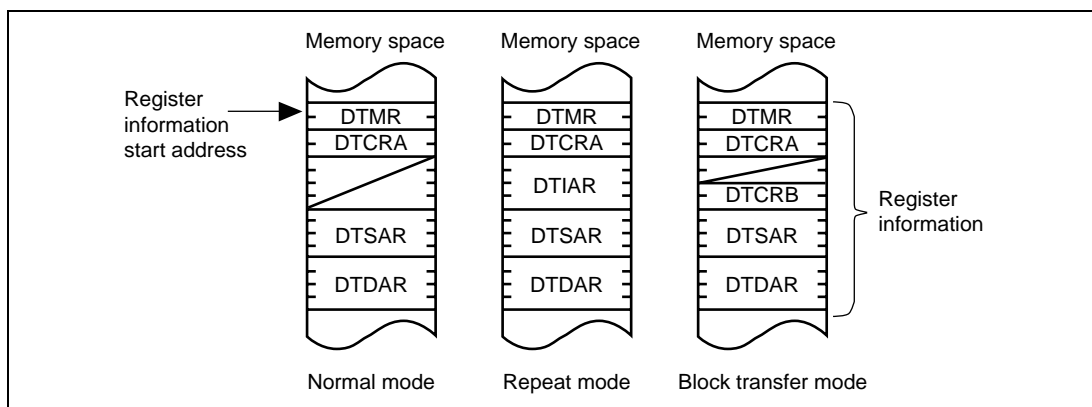 Memory space
Memory space
Memory space
Register
information
start address
DTMR
DTMR
DTMR
DTCRA
DTCRA
DTCRA
DTIAR
DTCRB
DTSAR
DTSAR
DTSAR
DTDAR
DTDAR
DTDAR
Register
information
Normal mode
Repeat mode
Block transfer mode